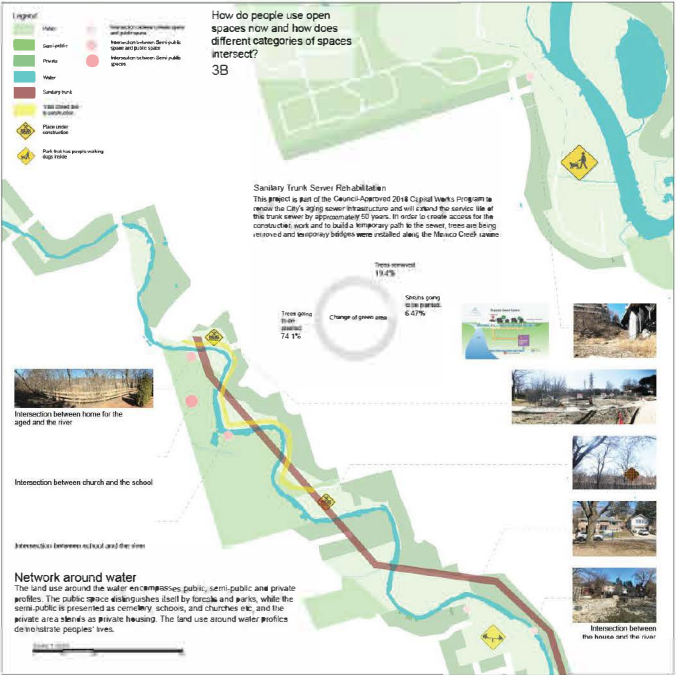 Legend
Public
Semi-public
Private
Water
Sanitary trunk
Place under
construction
Park that has people walking
dogs inside
Intersection between private space
and public space
Intersection between Semi-public
space and public space
Intersection between Semi-public
spaces
How do people use open
spaces now and how does
different categories of spaces
intersect?
3B
Sanitary Trunk Sewer Rehabilitation
This project is part of the Council-Approved 2018 Capital Works Program to
renew the City's aging sewer infrastructure and will extend the service life of
this trunk sewer by approximately 60 years. In order to create access for the
construction work and to build a temporary path to the sewer, trees are being
removed and temporary bridges were installed along the Creek ravine
Trees removed
19.4%
Shrubs going
to be planted
6.47%
Trees going
to be
planted
74.1%
Change of green area
Intersection between home for the
aged and the river
Intersection between church and the school
Intersection between school and the river
Network around water
The land use around the water encompasses public, semi-public and private
profiles. The public space distinguishes itself by forests and parks, while the
semi-public is presented as cemetary, schools, and churches etc, and the
private area stands as private housing. The land use around water profiles
demonstrate peoples' lives.
Intersection between
the house and the river